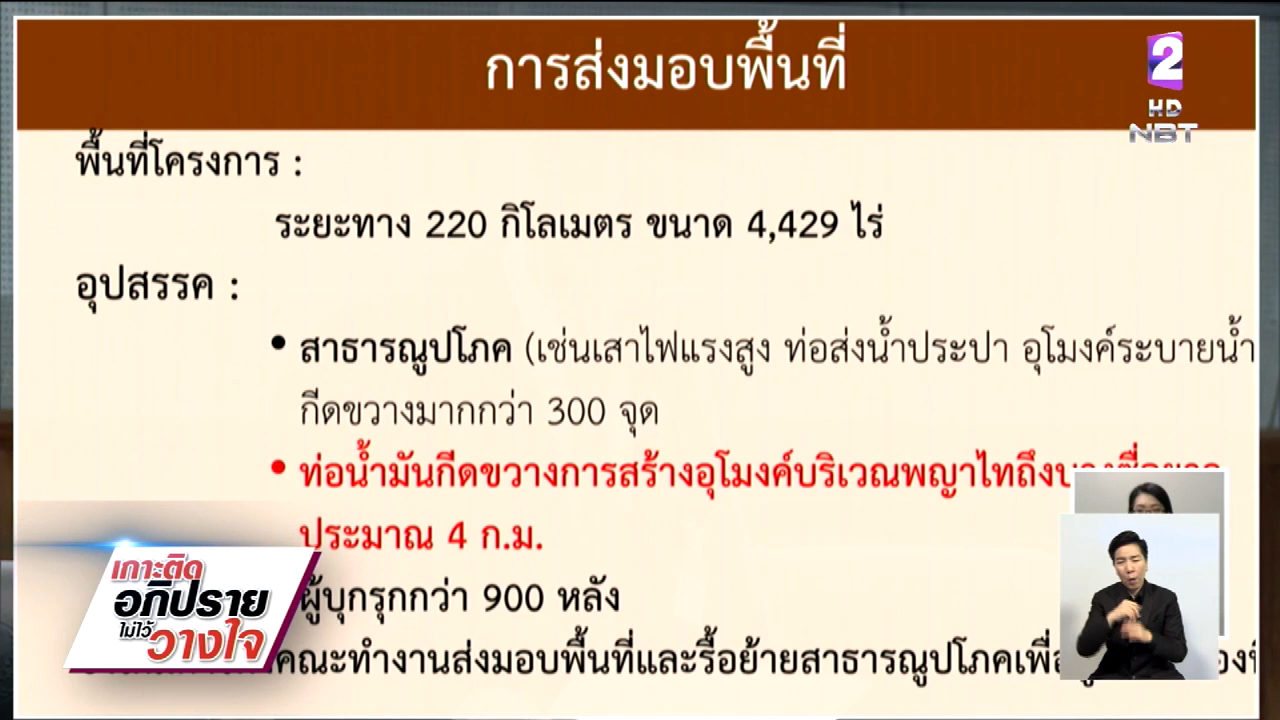 การส่งมอบพื้นที่
2
HD
NBT
พื้นที่โครงการ :
ระยะทาง 220 กิโลเมตร ขนาด 4,429 ไร่
อุปสรรค :
• สาธารณูปโภค (เช่นเสาไฟแรงสูง ท่อส่งน้ำประปา อุโมงค์ระบายน้ำ
กีดขวางมากกว่า 300 จุด
• ท่อน้ำมันกีดขวางการสร้างอุโมงค์บริเวณพญาไทถึง
ประมาณ 4 ก.ม.
ผู้บุกรุกกว่า 900 หลัง
คณะทำงานส่งมอบพื้นที่และรื้อย้ายสาธารณูปโภค
เกาะติด
อภิปราย
ไม่ไว้
วางใจ